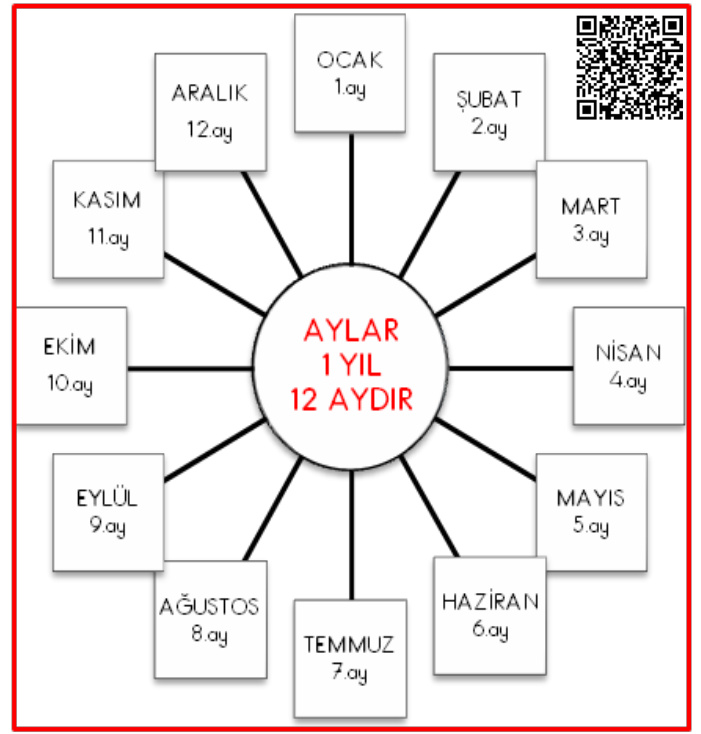 OCAK
1.ay
ŞUBAT
2.ay
MART
3.ay
NİSAN
4.ay
MAYIS
5.ay
HAZİRAN
6.ay
TEMMUZ
7.ay
AĞUSTOS
8.ay
EYLÜL
9.ay
EKİM
10.ay
KASIM
11.ay
ARALIK
12.ay
AYLAR
1 YIL
12 AYDIR